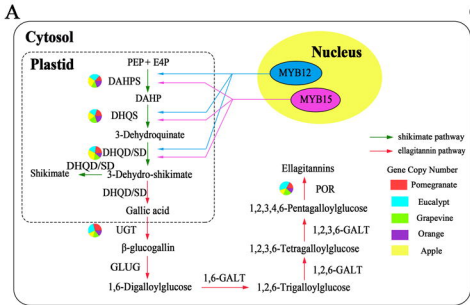 A
Cytosol
Plastid
Nucleus
PEP+ E4P
DAHPS
DAHP
DHQS
3-Dehydroquinate
DHQD/SD
DHQD/SD
Shikimate
3-Dehydro-shikimate
DHQD/SD
Gallic acid
UGT
β-glucogallin
GLUG
1,6-Digalloylglucose
1,6-GALT
1,2,6-Trigalloylglucose
1,2,6-GALT
1,2,3,6-Tetragalloylglucose
1,2,3,6-GALT
1,2,3,4,6-Pentagalloylglucose
POR
Ellagitannins
MYB12
MYB15
shikimate pathway
ellagitannin pathway
Gene Copy Number
Pomegranate
Eucalypt
Grapevine
Orange
Apple